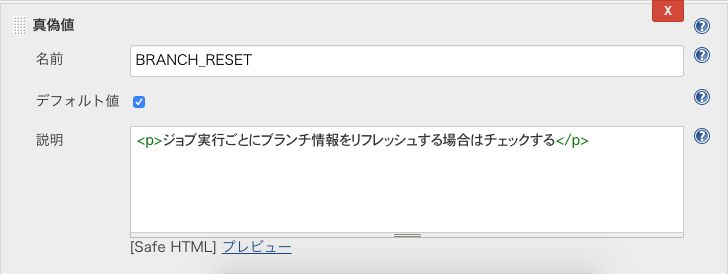 X
真偽値
?
名前
BRANCH_RESET
?
デフォルト値
?
説明
<p>ジョブ実行ごとにブランチ情報をリフレッシュする場合はチェックする</p>
?
[Safe HTML] プレビュー